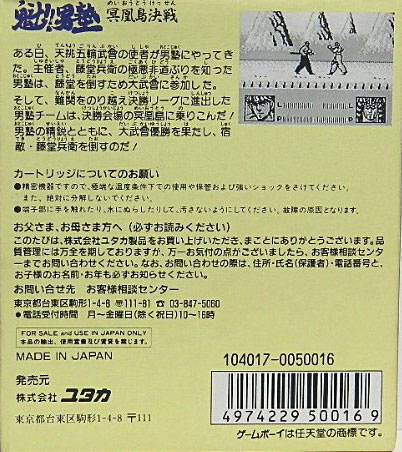 魁!!男塾 冥凰島決戦
めいおうとうけっせん
ある日、天挑五輪武會の使者が男塾にやってき
た。主催者、藤堂兵衛の極悪非道ぶりを知った
男塾は、藤堂を倒すため大武會に参加した。
そして、難関をのり越え決勝リーグに進出した
男塾チームは、決勝会場の冥凰島に乗りこんだ!
男塾の精鋭とともに、大武會優勝を果たし、宿
敵・藤堂兵衛を倒すのだ!
カートリッジについてのお願い
●精密機器ですので、極端な温度条件下での使用や保管および強いショックをさけてください。
また、絶対に分解しないでください。
●端子部に手を触れたり、水にぬらしたりして、汚さないようにしてください。故障の原因となります。
お父さま、お母さま方へ(必ずお読みください)
このたびは、株式会社ユタカ製品をお買い上げいただき、まことにありがとうございます。品
質管理には万全を期しておりますが、万一お気付の点がございましたら、お客様相談センタ
ーまでお問い合わせください。なお、お問い合わせの際は、住所・氏名(保護者)・電話番号と、
お子様のお名前・お年も必ずお知らせください。
お問い合せ先 お客様相談センター
東京都台東区駒形1-4-8 〒111-81 ☎ 03-847-5080
●電話受付時間 月〜金曜日(除く祝日)10〜16時
FOR SALE and USE IN JAPAN ONLY
本品の輸出、使用営業及び賃貸を禁じます。
MADE IN JAPAN
104017-0050016
発売元
株式会社 ユタカ
東京都台東区駒形1-4-8 〒111
4 974229 500169
ゲームボーイは任天堂の商標です。